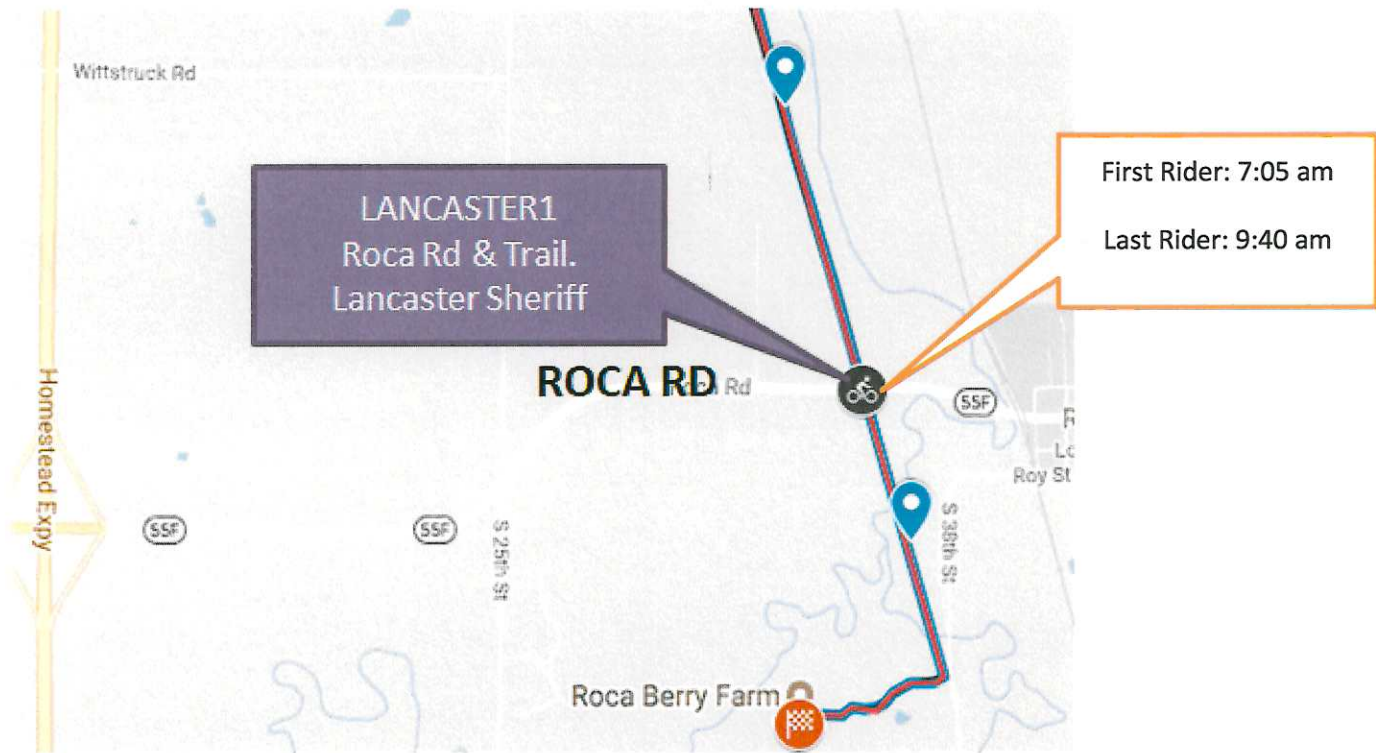 Wittstruck Rd
First Rider: 7:05 am
Last Rider: 9:40 am
LANCASTER1
Roca Rd & Trail.
Lancaster Sheriff
ROCA RD
Rd
55F
Roy St
Homestead Expy
55F
55F
S 25th St
S 38th St
Roca Berry Farm